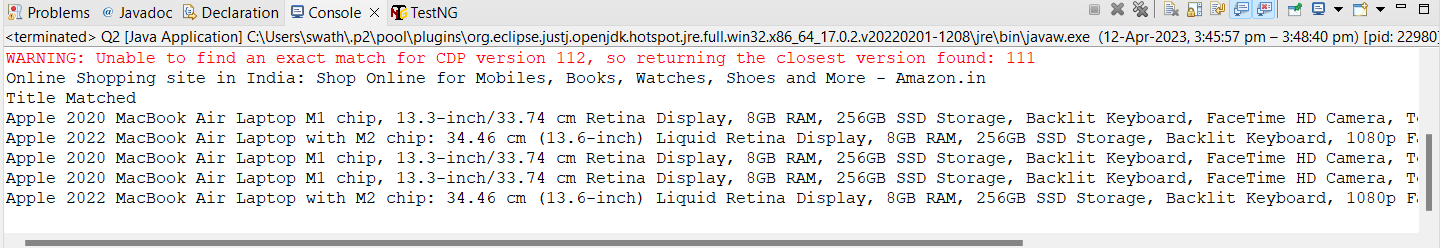 Problems @ Javadoc Declaration Console TestNG
<terminated> Q2 [Java Application] C:\Users\swath\.p2\pool\plugins\org.eclipse.justj.openjdk.hotspot.jre.full.win32.x86_64_17.0.2.v20220201-1208\jre\bin\javaw.exe (12-Apr-2023, 3:45:57 pm – 3:48:40 pm) [pid: 22980]
WARNING: Unable to find an exact match for CDP version 112, so returning the closest version found: 111
Online Shopping site in India: Shop Online for Mobiles, Books, Watches, Shoes and More - Amazon.in
Title Matched
Apple 2020 MacBook Air Laptop M1 chip, 13.3-inch/33.74 cm Retina Display, 8GB RAM, 256GB SSD Storage, Backlit Keyboard, FaceTime HD Camera,
Apple 2022 MacBook Air Laptop with M2 chip: 34.46 cm (13.6-inch) Liquid Retina Display, 8GB RAM, 256GB SSD Storage, Backlit Keyboard, 1080p
Apple 2020 MacBook Air Laptop M1 chip, 13.3-inch/33.74 cm Retina Display, 8GB RAM, 256GB SSD Storage, Backlit Keyboard, FaceTime HD Camera,
Apple 2020 MacBook Air Laptop M1 chip, 13.3-inch/33.74 cm Retina Display, 8GB RAM, 256GB SSD Storage, Backlit Keyboard, FaceTime HD Camera,
Apple 2022 MacBook Air Laptop with M2 chip: 34.46 cm (13.6-inch) Liquid Retina Display, 8GB RAM, 256GB SSD Storage, Backlit Keyboard, 1080p